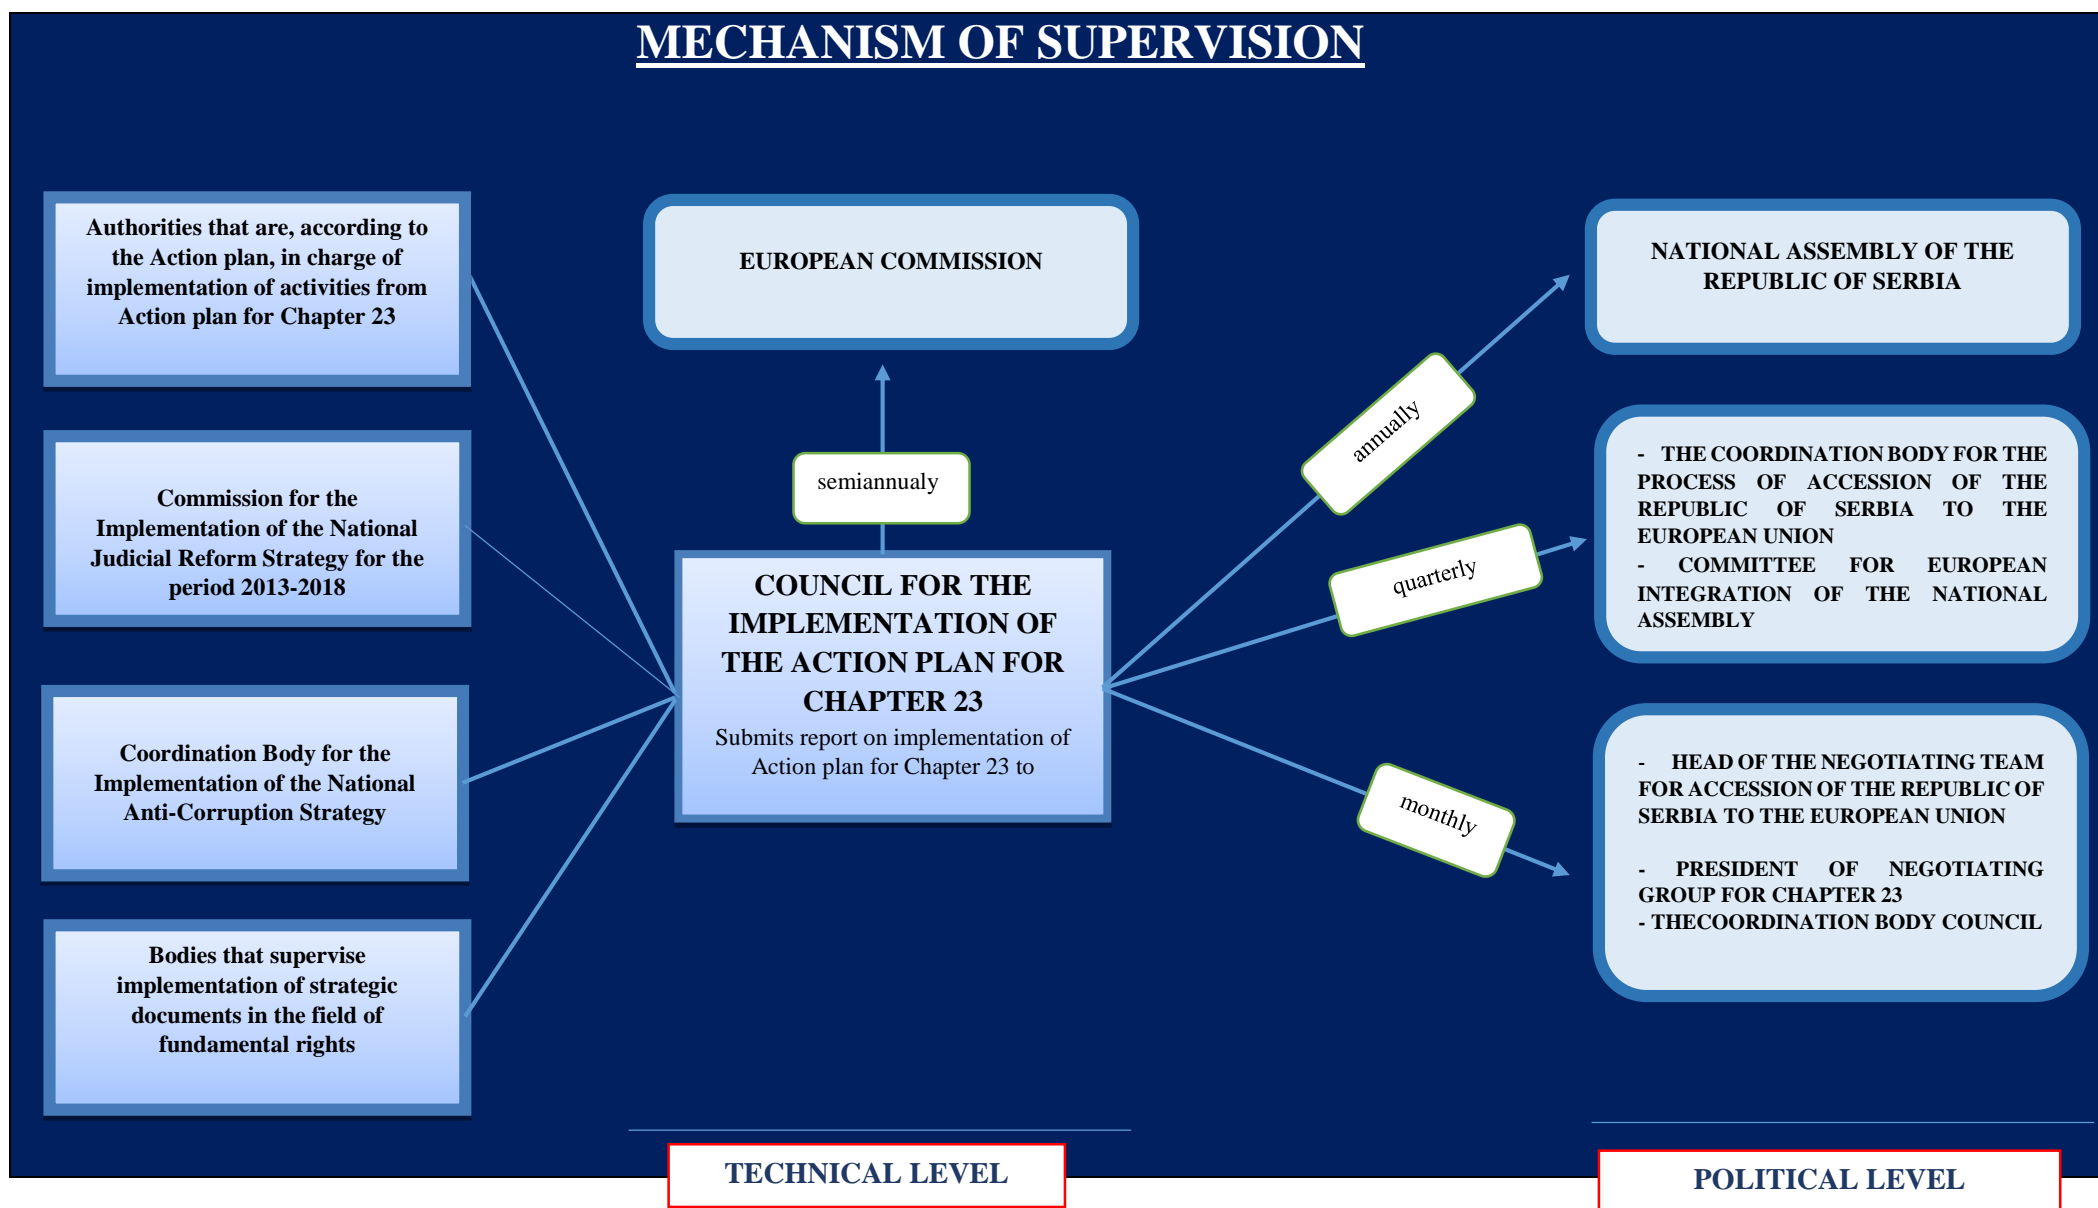 MECHANISM OF SUPERVISION
Authorities that are, according to
the Action plan, in charge of
implementation of activities from
Action plan for Chapter 23
Commission for the
Implementation of the National
Judicial Reform Strategy for the
period 2013-2018
Coordination Body for the
Implementation of the National
Anti-Corruption Strategy
Bodies that supervise
implementation of strategic
documents in the field of
fundamental rights
EUROPEAN COMMISSION
semiannualy
COUNCIL FOR THE
IMPLEMENTATION OF
THE ACTION PLAN FOR
CHAPTER 23
Submits report on implementation of
Action plan for Chapter 23 to
annually
quarterly
monthly
NATIONAL ASSEMBLY OF THE
REPUBLIC OF SERBIA
- THE COORDINATION BODY FOR THE
PROCESS OF ACCESSION OF THE
REPUBLIC OF SERBIA TO THE
EUROPEAN UNION
- COMMITTEE FOR EUROPEAN
INTEGRATION OF THE NATIONAL
ASSEMBLY
- HEAD OF THE NEGOTIATING TEAM
FOR ACCESSION OF THE REPUBLIC OF
SERBIA TO THE EUROPEAN UNION
- PRESIDENT OF NEGOTIATING
GROUP FOR CHAPTER 23
- THECOORDINATION BODY COUNCIL
TECHNICAL LEVEL
POLITICAL LEVEL